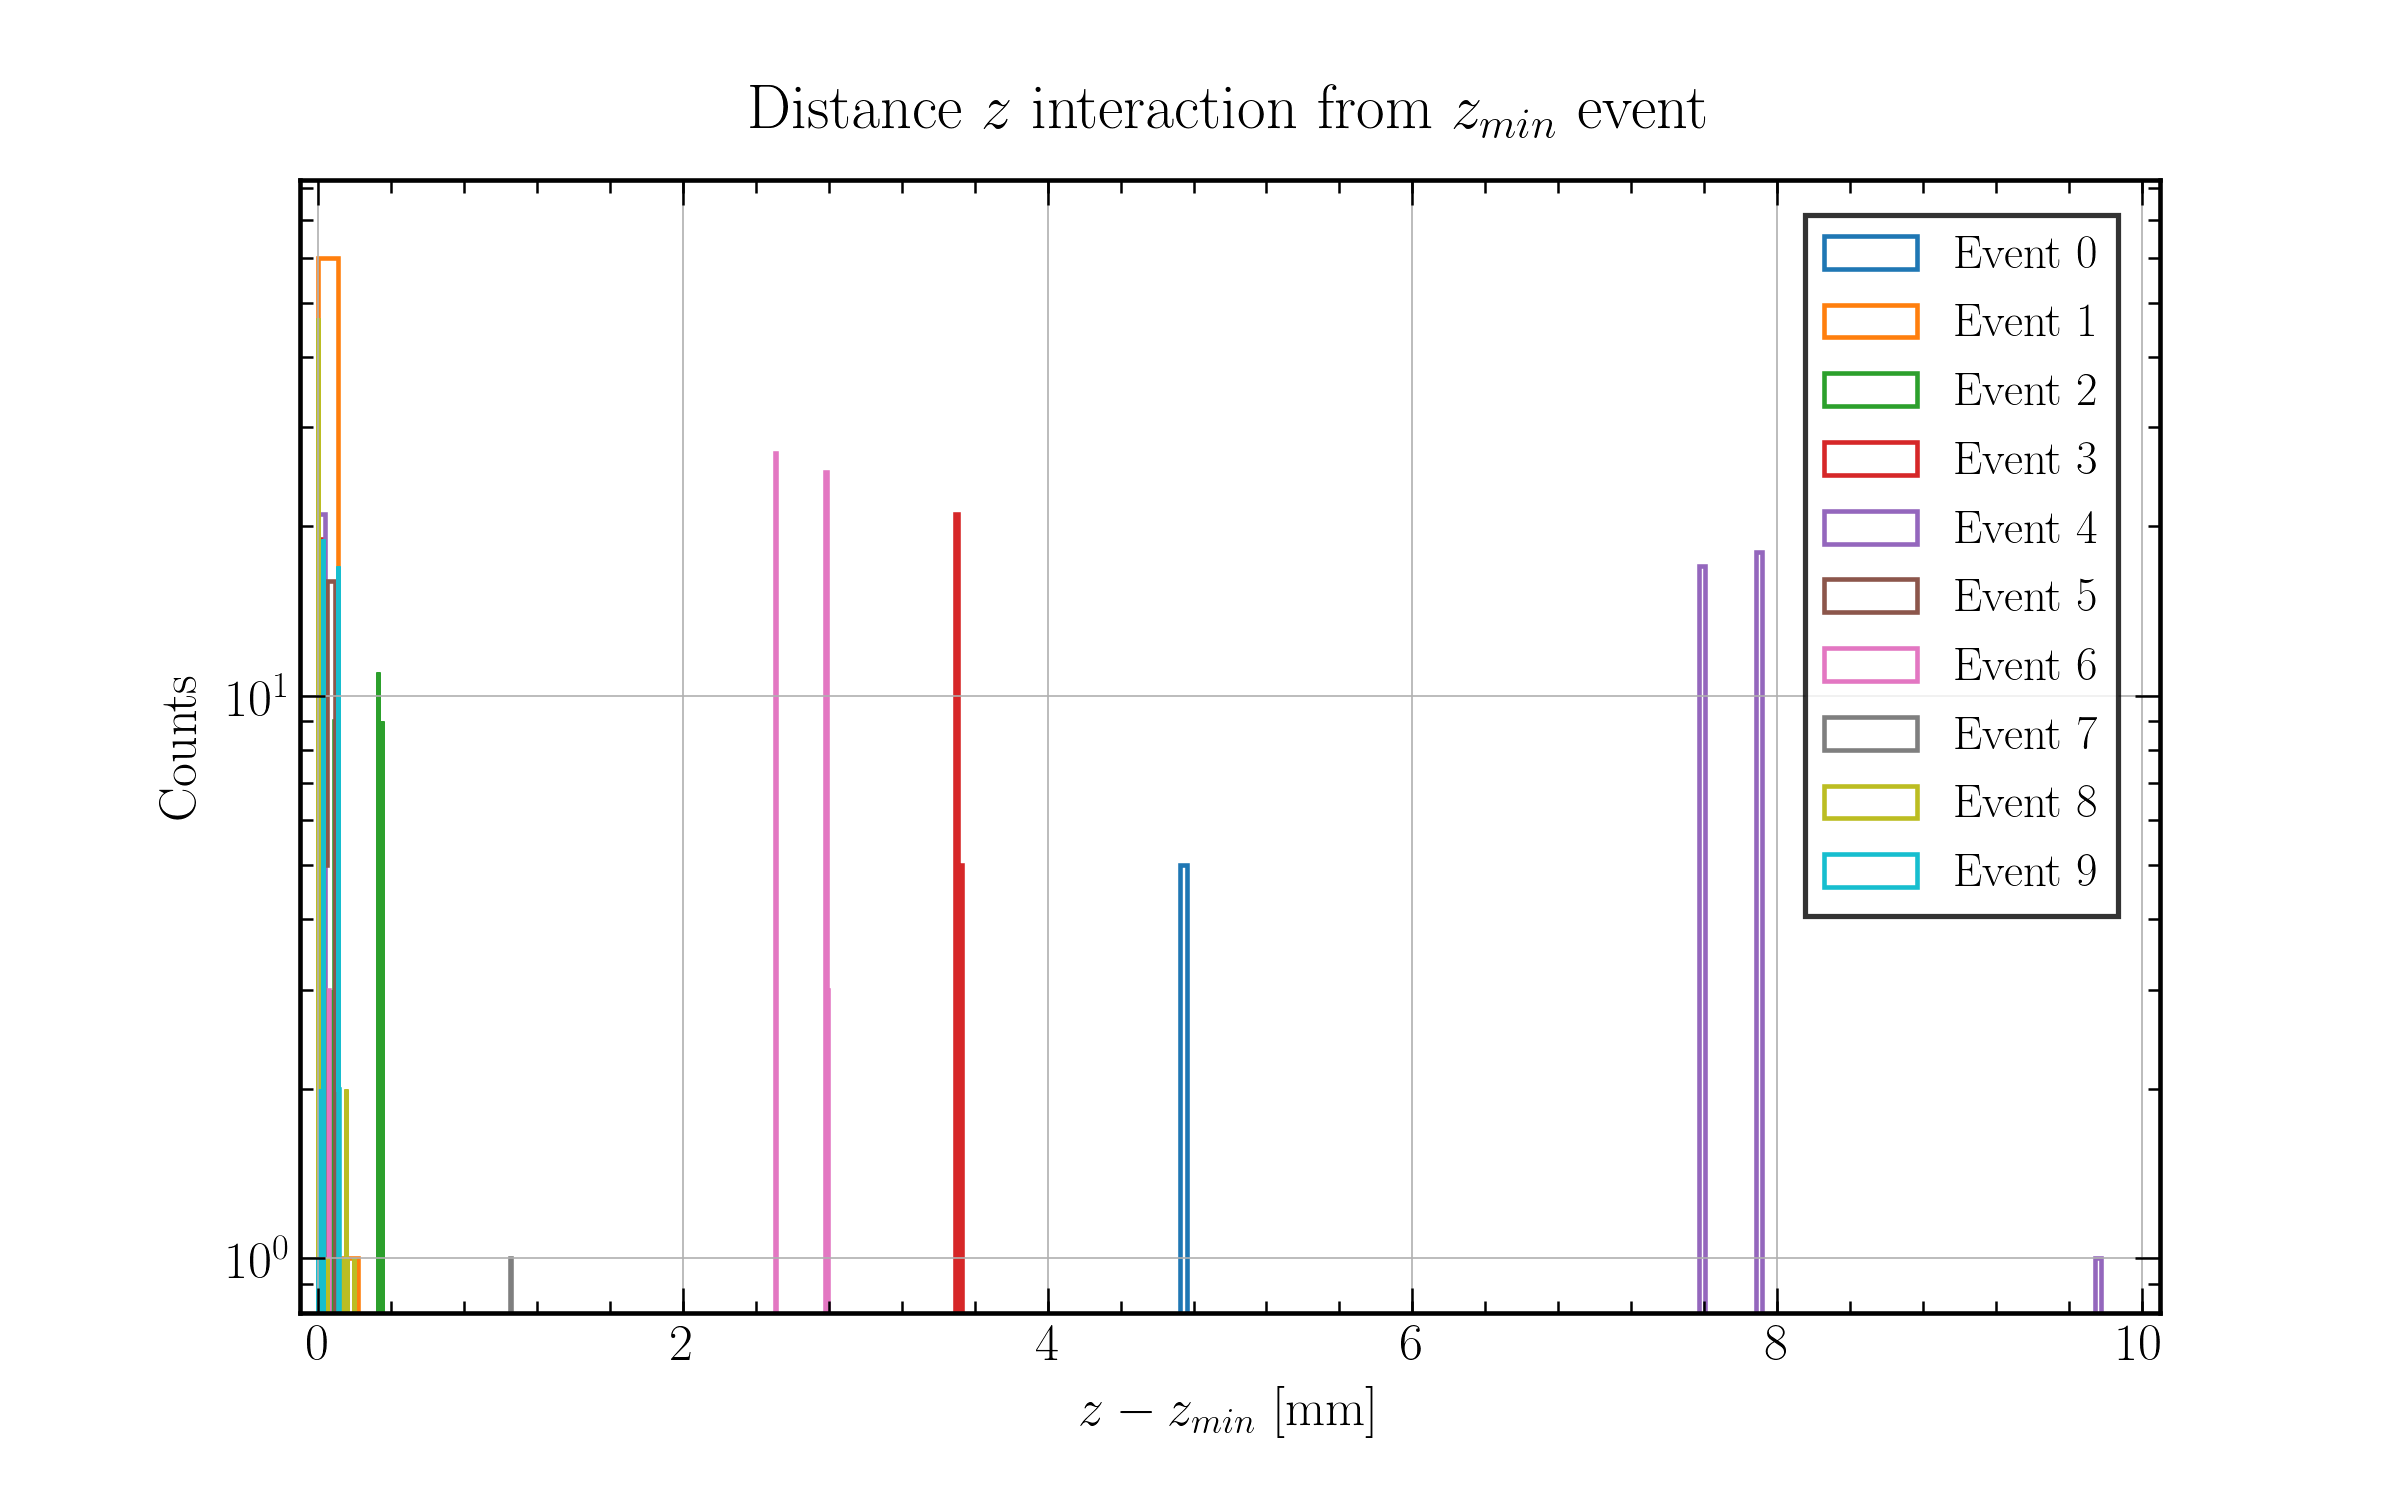 Distance z interaction from z_min event
Counts
10^1
10^0
0 2 4 6 8 10
z − z_min [mm]
Event 0
Event 1
Event 2
Event 3
Event 4
Event 5
Event 6
Event 7
Event 8
Event 9